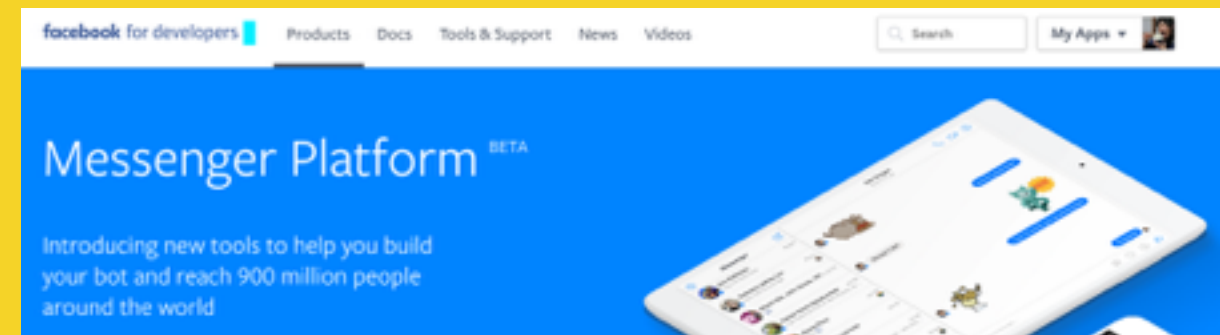 facebook for developers Products Docs Tools & Support News Videos Search My Apps
Messenger Platform BETA
Introducing new tools to help you build
your bot and reach 900 million people
around the world